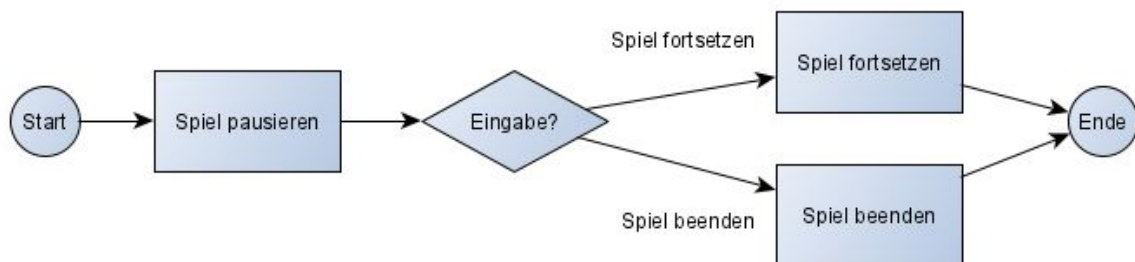 Start
Spiel pausieren
Eingabe?
Spiel fortsetzen
Spiel fortsetzen
Spiel beenden
Spiel beenden
Ende